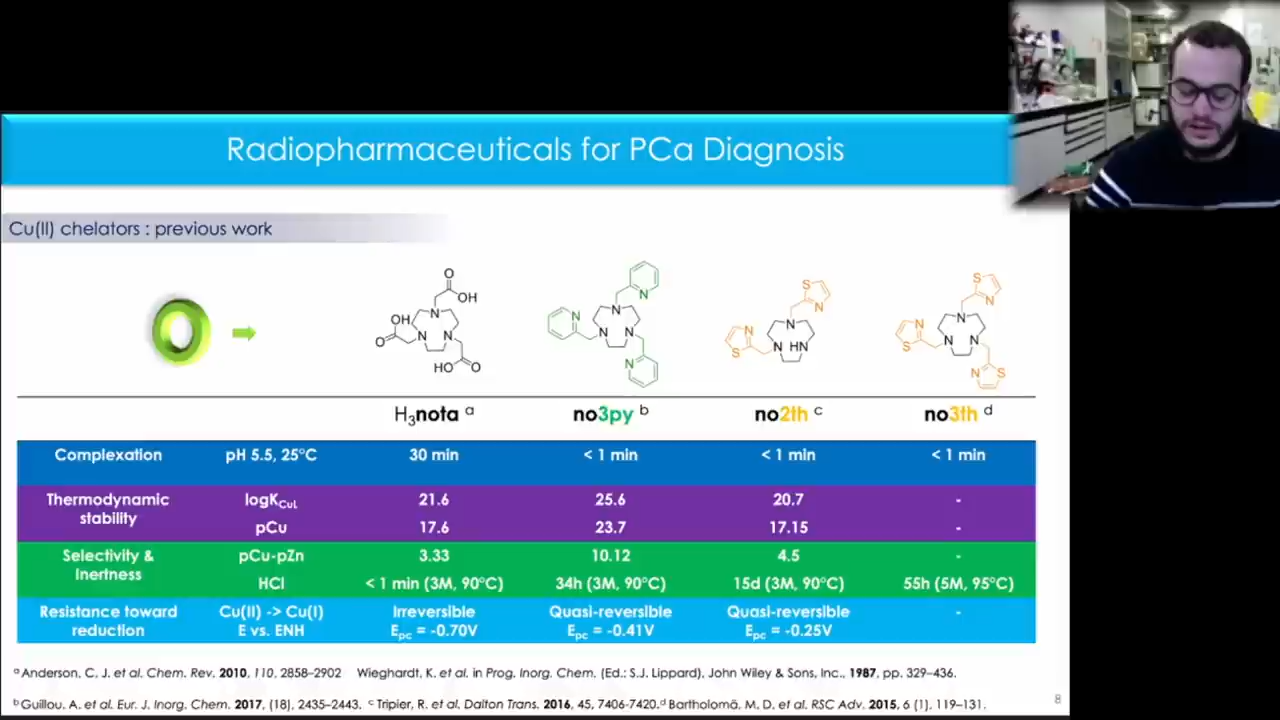 Radiopharmaceuticals for PCa Diagnosis
Cu(II) chelators : previous work
O
OH
OH
O
N
N
N
HO
O
N
N
N
N
N
N
S
N
N
S
N
N
HN
S
N
N
S
N
N
N
N
S
H₃nota ᵃ no3py ᵇ no2th ᶜ no3th ᵈ
Complexation pH 5.5, 25°C 30 min < 1 min < 1 min < 1 min
Thermodynamic stability logK_CuL 21.6 25.6 20.7 -
pCu 17.6 23.7 17.15 -
Selectivity & Inertness pCu-pZn 3.33 10.12 4.5 -
HCl < 1 min (3M, 90°C) 34h (3M, 90°C) 15d (3M, 90°C) 55h (5M, 95°C)
Resistance toward Cu(II) -> Cu(I) Irreversible Quasi-reversible Quasi-reversible -
reduction E vs. ENH E_pc = -0.70V E_pc = -0.41V E_pc = -0.25V
ᵃ Anderson, C, J. et al. Chem. Rev. 2010, 110, 2858–2902 Wieghardt, K. et al. in Prog. Inorg. Chem. (Ed.: S.J. Lippard), John Wiley & Sons, Inc., 1987, pp. 329–436.
ᵇ Guillou. A. et al. Eur. J. Inorg. Chem. 2017, (18), 2435–2443. ᶜ Tripier, R. et al. Dalton Trans. 2016, 45, 7406-7420.ᵈ Bartholomä, M. D. et al. RSC Adv. 2015, 6 (1), 119–131.
8